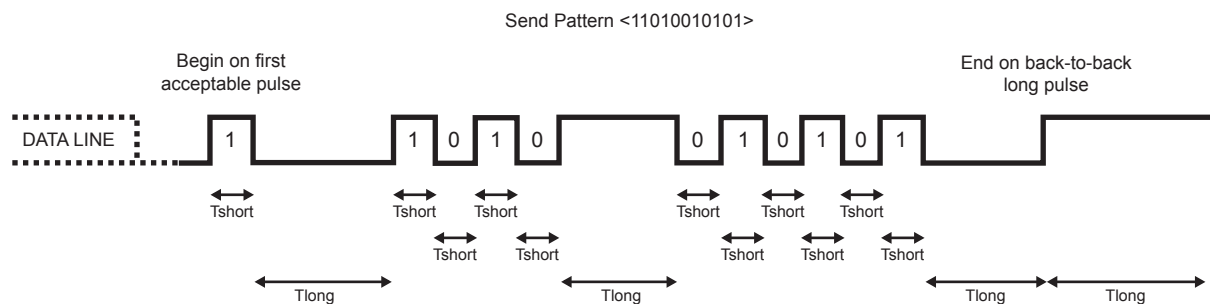 Send Pattern <11010010101>
Begin on first
acceptable pulse
End on back-to-back
long pulse
DATA LINE 1 1 0 1 0 0 1 0 1 0 1
Tshort Tshort Tshort Tshort Tshort Tshort
Tshort Tshort Tshort Tshort Tshort
Tlong Tlong Tlong Tlong